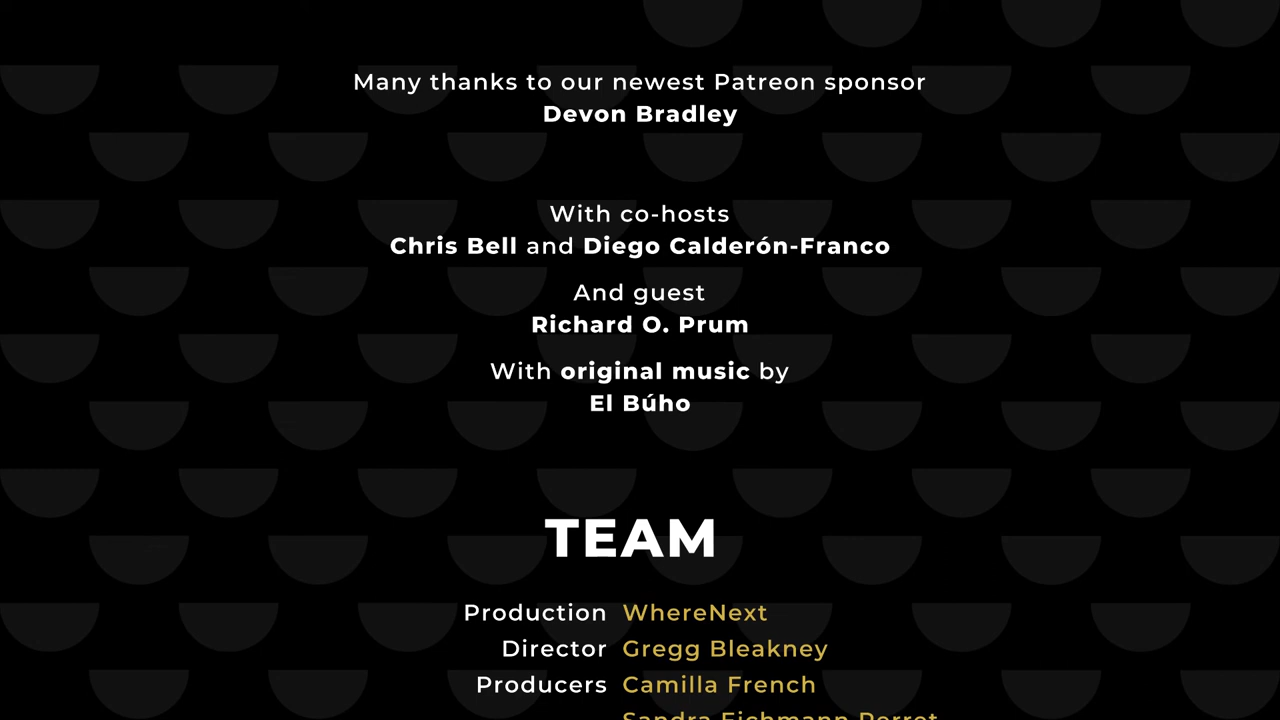 Many thanks to our newest Patreon sponsor
Devon Bradley
With co-hosts
Chris Bell and Diego Calderón-Franco
And guest
Richard O. Prum
With original music by
El Búho
TEAM
Production WhereNext
Director Gregg Bleakney
Producers Camilla French
Sandra Eichmann Perret